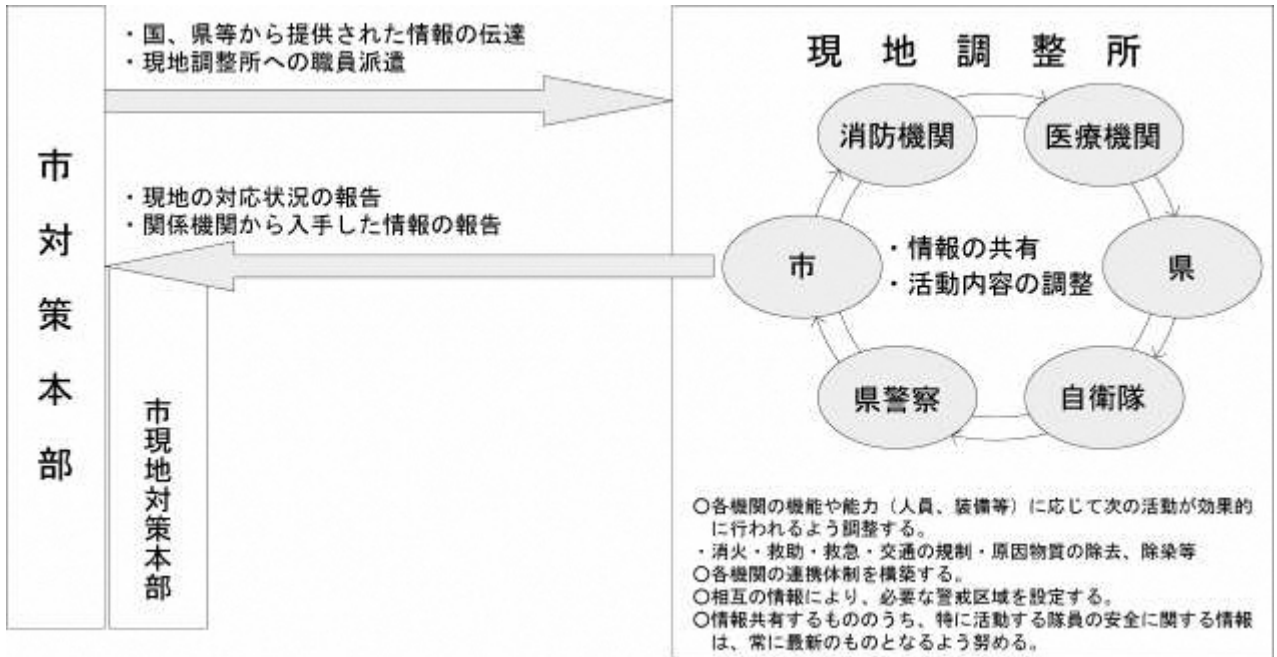 ・国、県等から提供された情報の伝達
・現地調整所への職員派遣
市対策本部
・現地の対応状況の報告
・関係機関から入手した情報の報告
市現地対策本部
現地調整所
消防機関
医療機関
市
・情報の共有
・活動内容の調整
県
県警察
自衛隊
○各機関の機能や能力（人員、装備等）に応じて次の活動が効果的
に行われるよう調整する。
・消火・救助・救急・交通の規制・原因物質の除去、除染等
○各機関の連携体制を構築する。
○相互の情報により、必要な警戒区域を設定する。
○情報共有するもののうち、特に活動する隊員の安全に関する情報
は、常に最新のものとなるよう努める。